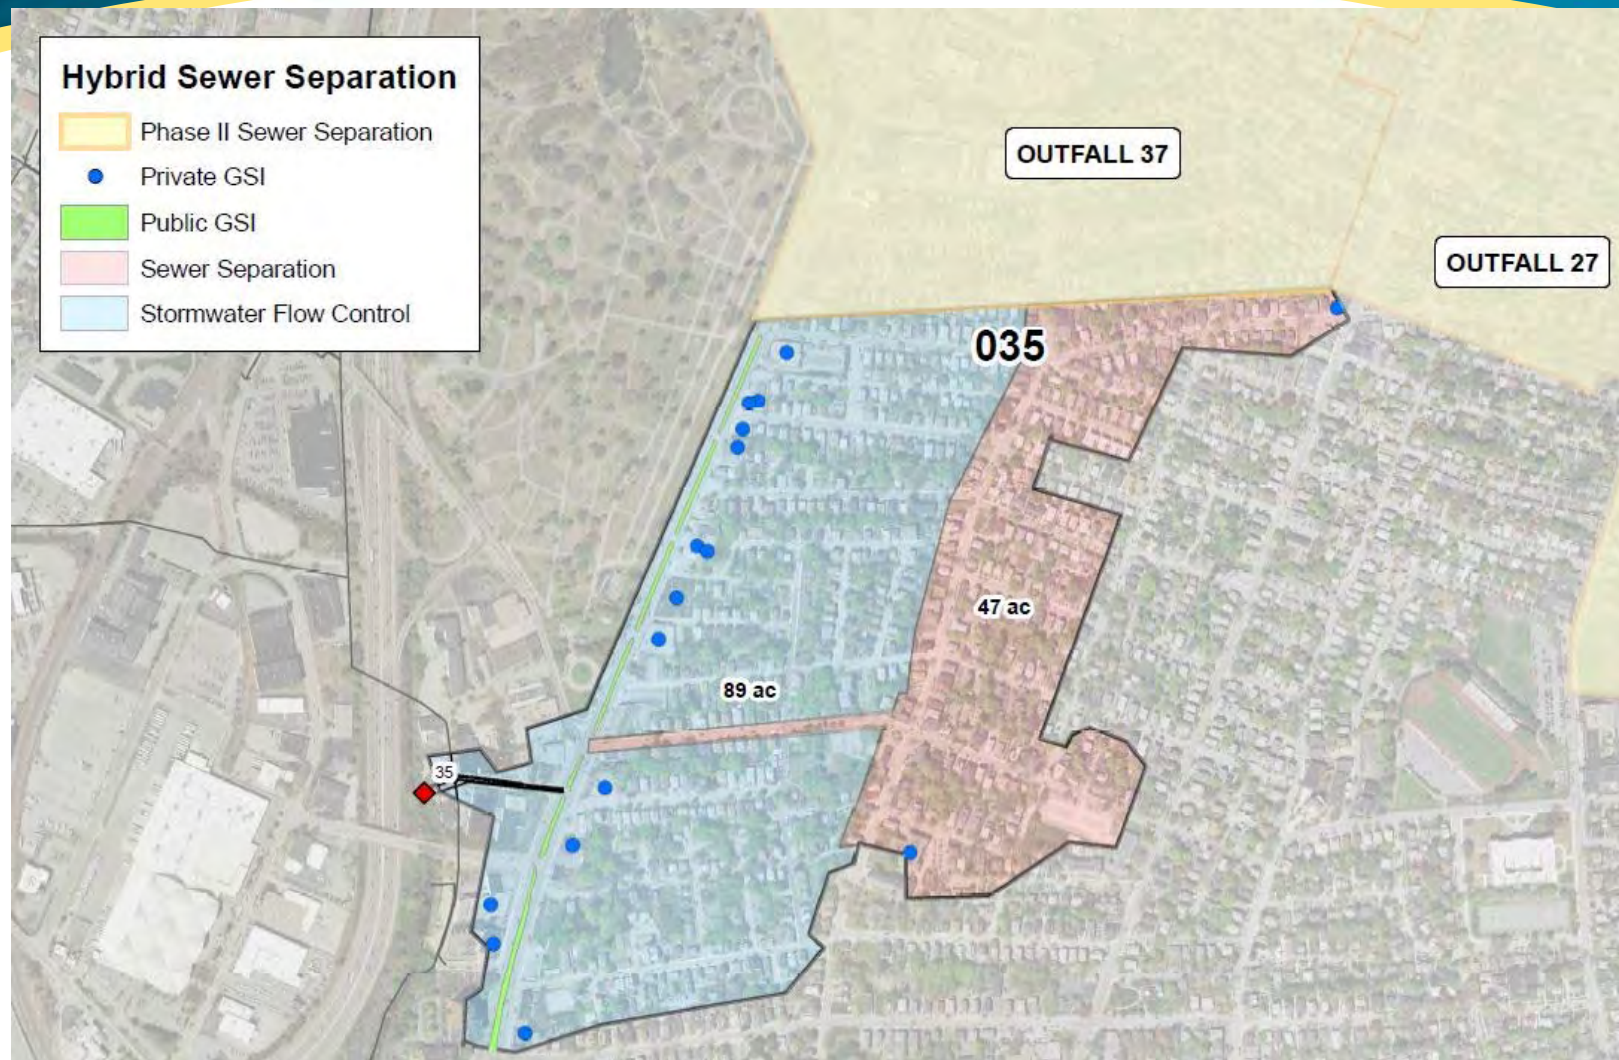 Hybrid Sewer Separation
Phase II Sewer Separation
Private GSI
Public GSI
Sewer Separation
Stormwater Flow Control
OUTFALL 37
OUTFALL 27
035
47 ac
89 ac
35